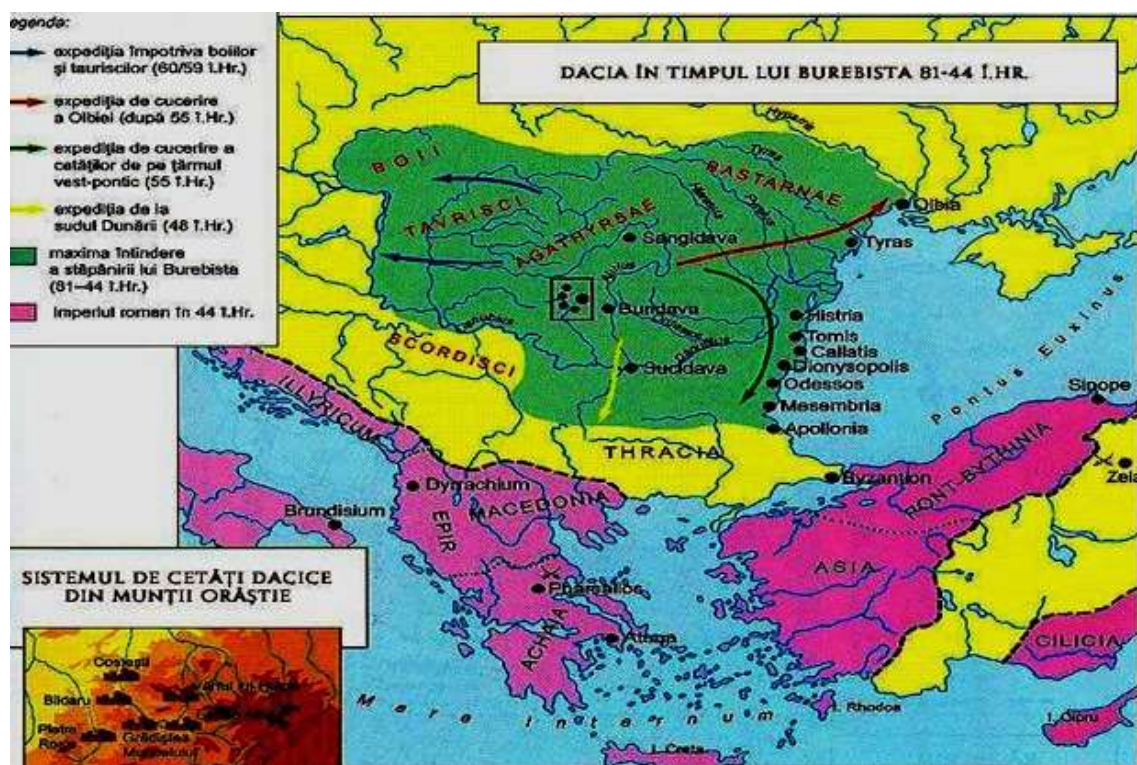 legenda:
expediția împotriva boiilor
și tauriscilor (60/59 î.Hr.)
expediția de cucerire
a Olbiei (după 55 î.Hr.)
expediția de cucerire a
cetăților de pe țărmul
vest-pontic (55 î.Hr.)
expediția de la
sudul Dunării (48 î.Hr.)
maxima întindere
a stăpânirii lui Burebista
(81–44 î.Hr.)
Imperiul roman în 44 î.Hr.
DACIA ÎN TIMPUL LUI BUREBISTA 81-44 Î.HR.
Hypanis
Tyras
BOII
BASTARNAE
TAVRISCI
AGATHYRSAE
Olbia
Sangidava
Tyras
Buridava
Histria
Tomis
Callatis
SCORDISCI
Dionysopolis
Sucidava
Odessos
Mesembria
Apollonia
Pontus Euxinus
Sinope
ILLYRICUM
THRACIA
Byzantion
PONT-BYTHINIA
Zela
Dyrrachium
MACEDONIA
Brundisium
EPIR
ASIA
Pharsallos
ACHAIA
Atena
CILICIA
Mare Internum
I. Rhodos
I. Cipru
I. Creta
SISTEMUL DE CETĂȚI DACICE
DIN MUNȚII ORĂȘTIE
Costești
Blidaru
Piatra
Roșie
Grădiștea
Muncelului